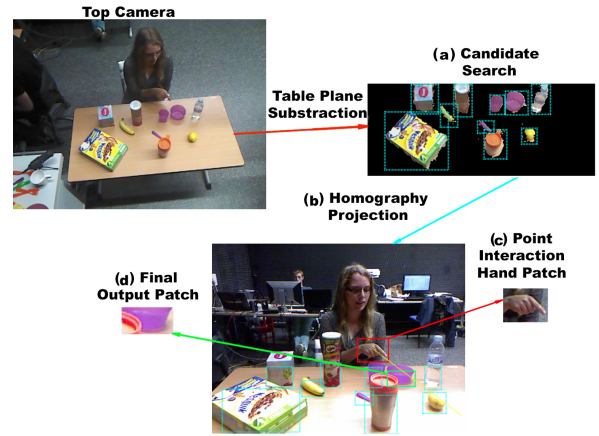 Top Camera
(a) Candidate
Search
Table Plane
Substraction
(b) Homography
Projection
(c) Point
Interaction
Hand Patch
(d) Final
Output Patch